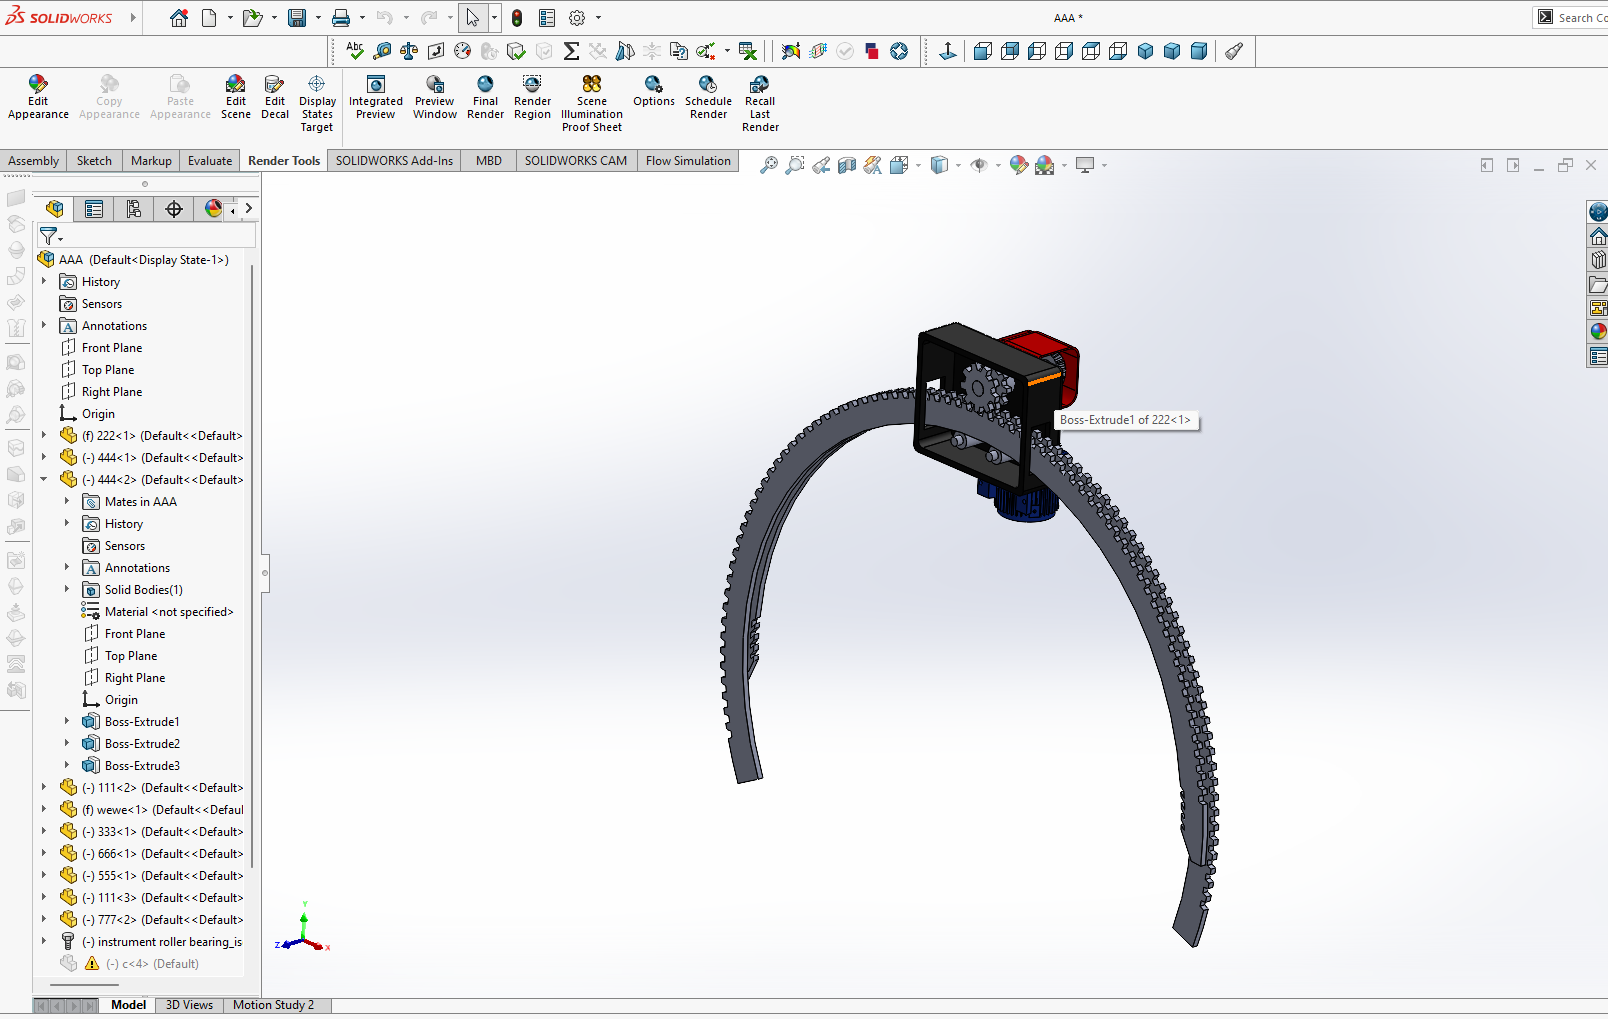 SOLIDWORKS
AAA *
Search Co
Abc
Edit Appearance
Copy Appearance
Paste Appearance
Edit Scene
Edit Decal
Display States Target
Integrated Preview
Preview Window
Final Render
Render Region
Scene Illumination Proof Sheet
Options
Schedule Render
Recall Last Render
Assembly
Sketch
Markup
Evaluate
Render Tools
SOLIDWORKS Add-Ins
MBD
SOLIDWORKS CAM
Flow Simulation
AAA (Default<Display State-1>)
History
Sensors
Annotations
Front Plane
Top Plane
Right Plane
Origin
(f) 222<1> (Default<<Default>
(-) 444<1> (Default<<Default>
(-) 444<2> (Default<<Default>
Mates in AAA
History
Sensors
Annotations
Solid Bodies(1)
Material <not specified>
Front Plane
Top Plane
Right Plane
Origin
Boss-Extrude1
Boss-Extrude2
Boss-Extrude3
(-) 111<2> (Default<<Default>
(f) wewe<1> (Default<<Defaul
(-) 333<1> (Default<<Default>
(-) 666<1> (Default<<Default>
(-) 555<1> (Default<<Default>
(-) 111<3> (Default<<Default>
(-) 777<2> (Default<<Default>
(-) instrument roller bearing_is
(-) c<4> (Default)
Boss-Extrude1 of 222<1>
Y
Z
X
Model
3D Views
Motion Study 2